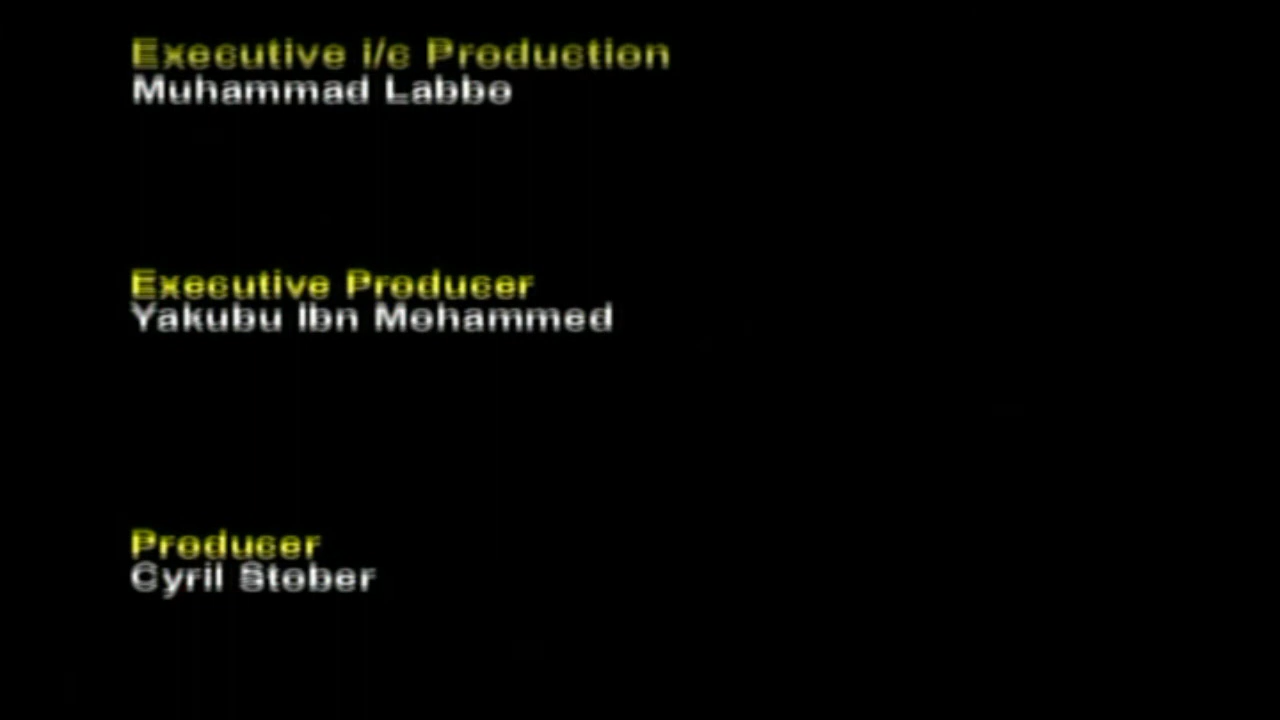 Executive i/c Production
Muhammad Labbo
Executive Producer
Yakubu Ibn Mohammed
Producer
Cyril Stober